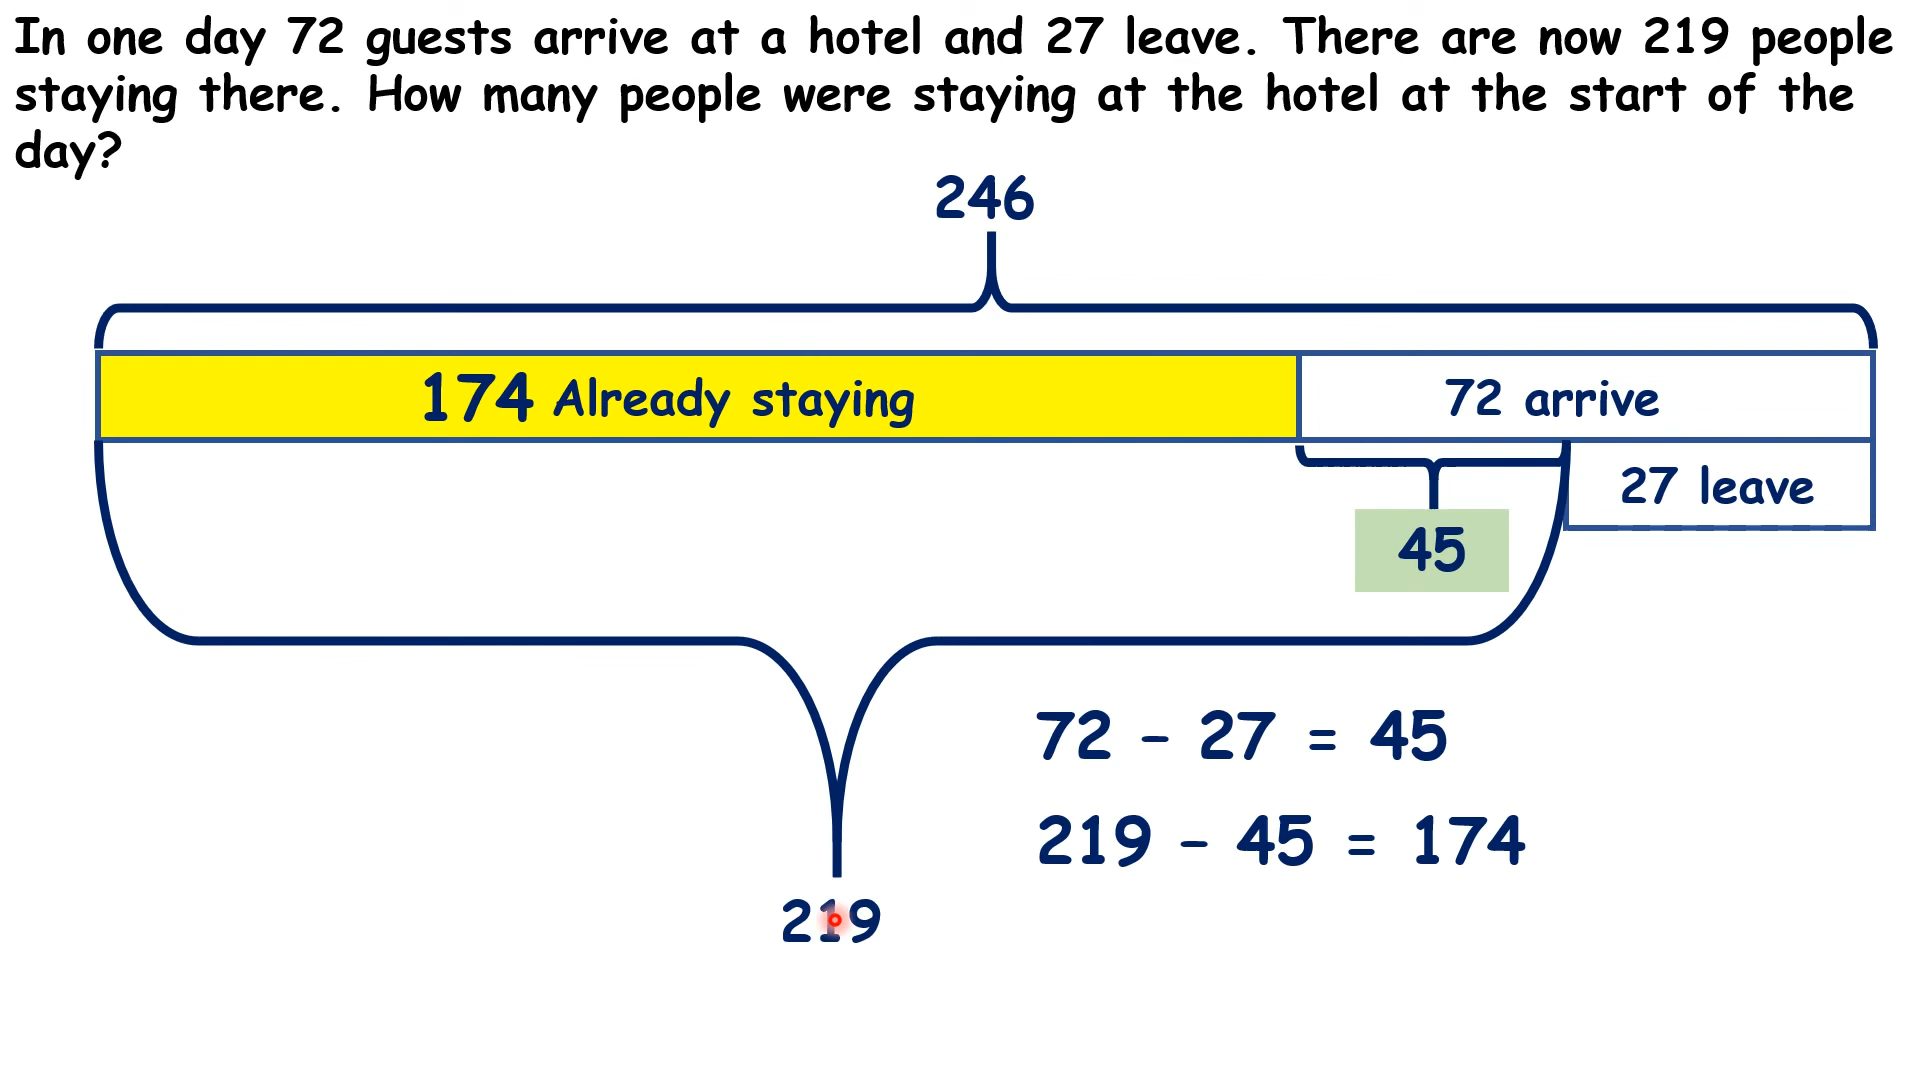 In one day 72 guests arrive at a hotel and 27 leave. There are now 219 people
staying there. How many people were staying at the hotel at the start of the
day?
246
174 Already staying
72 arrive
27 leave
45
72 – 27 = 45
219 – 45 = 174
219